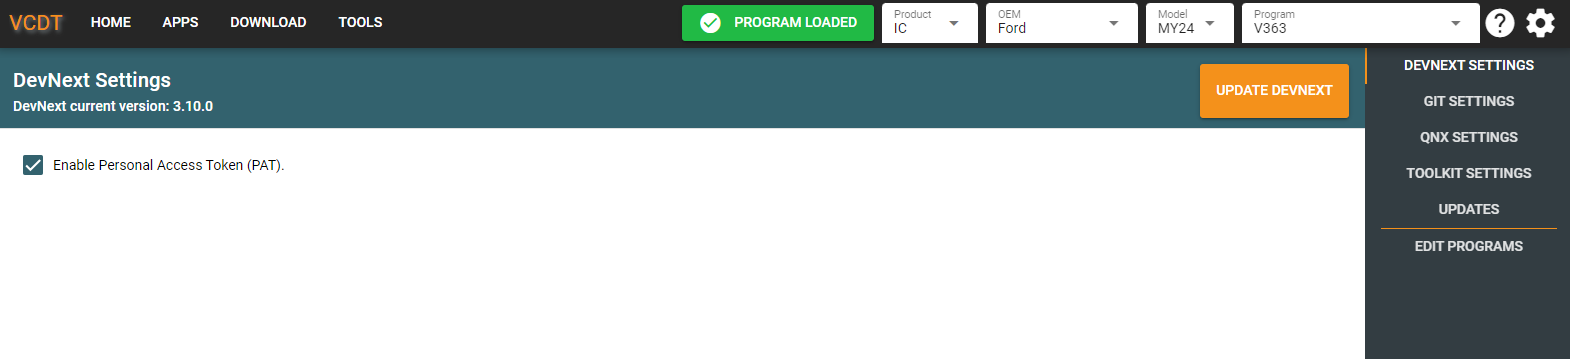 VCDT HOME APPS DOWNLOAD TOOLS PROGRAM LOADED
Product OEM Model Program
IC Ford MY24 V363
DevNext Settings
DevNext current version: 3.10.0
UPDATE DEVNEXT
Enable Personal Access Token (PAT).
DEVNEXT SETTINGS
GIT SETTINGS
QNX SETTINGS
TOOLKIT SETTINGS
UPDATES
EDIT PROGRAMS